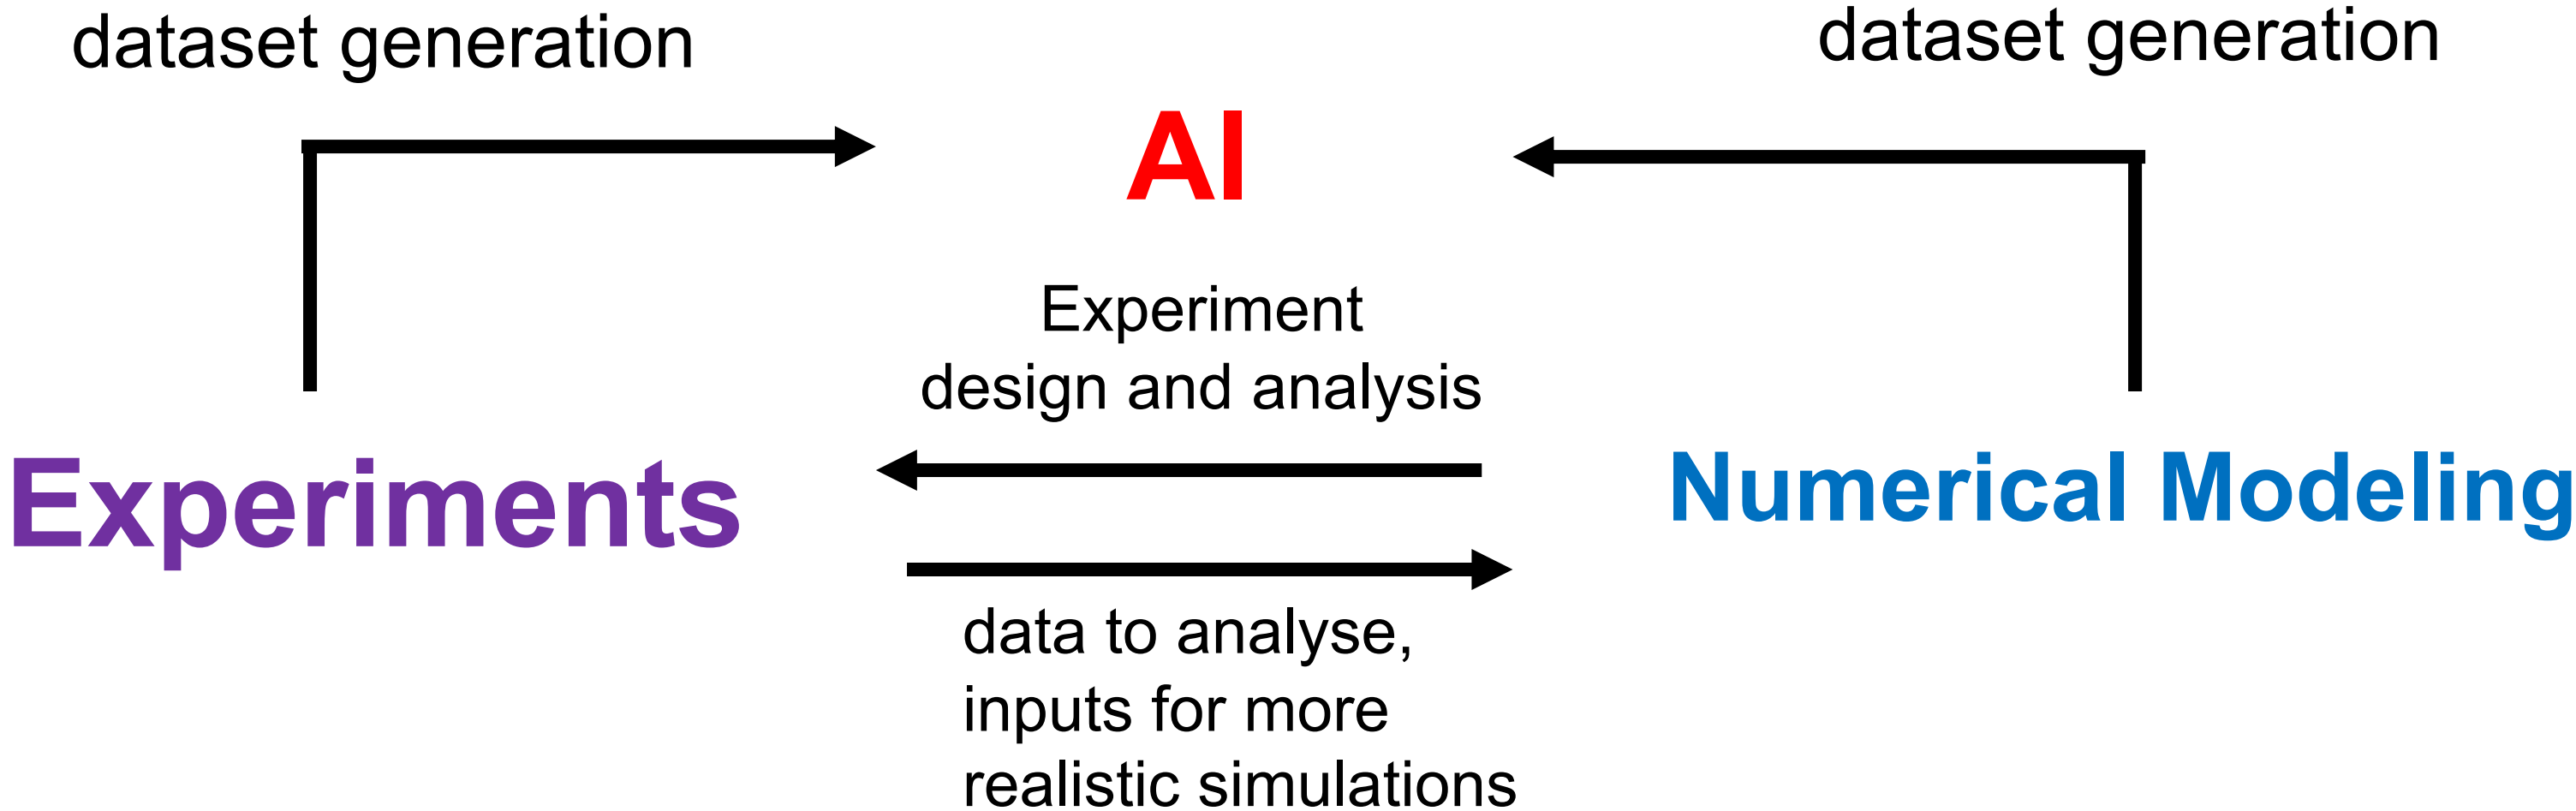 dataset generation
dataset generation
AI
Experiment
design and analysis
Experiments
Numerical Modeling
data to analyse,
inputs for more
realistic simulations